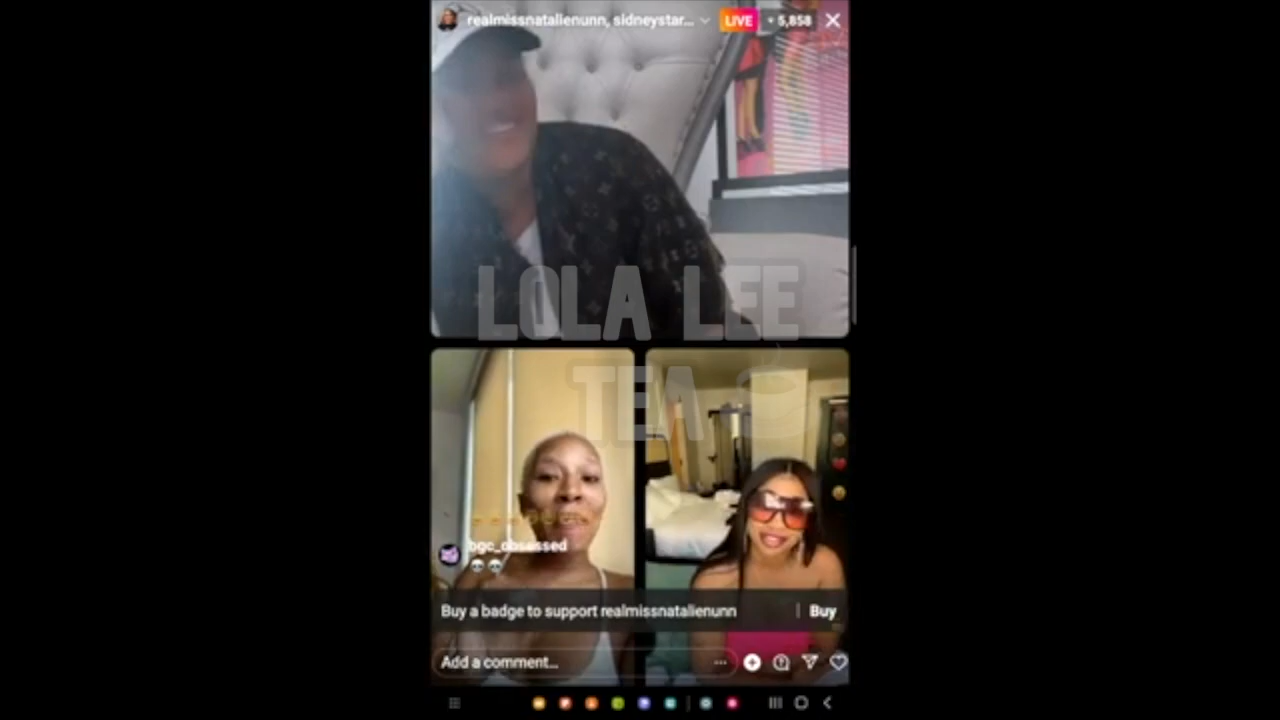 realmissnatalienunn, sidneystar...
LIVE
5,858
LOLA LEE
TEA
bgc_obsessed
Buy a badge to support realmissnatalienunn
Buy
Add a comment...